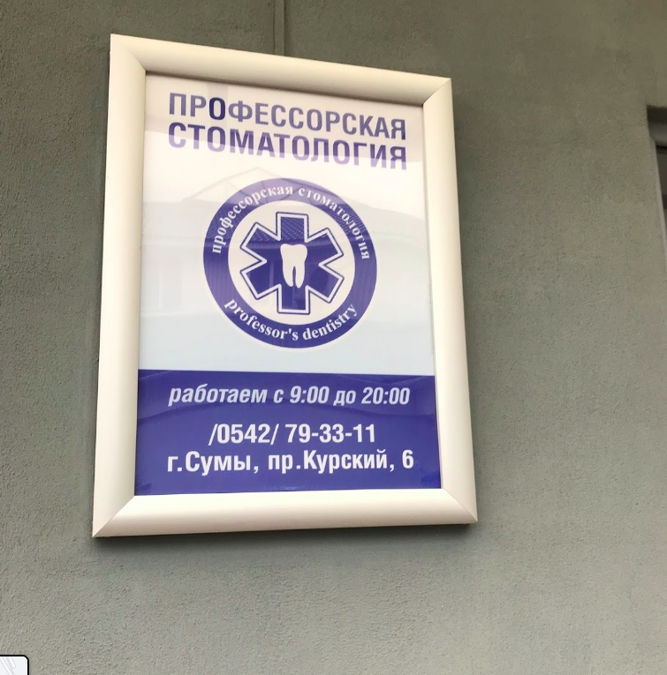 ПРОФЕССОРСКАЯ
СТОМАТОЛОГИЯ
профессорская стоматология
professor's dentistry
работаем с 9:00 до 20:00
/0542/ 79-33-11
г.Сумы, пр.Курский, 6